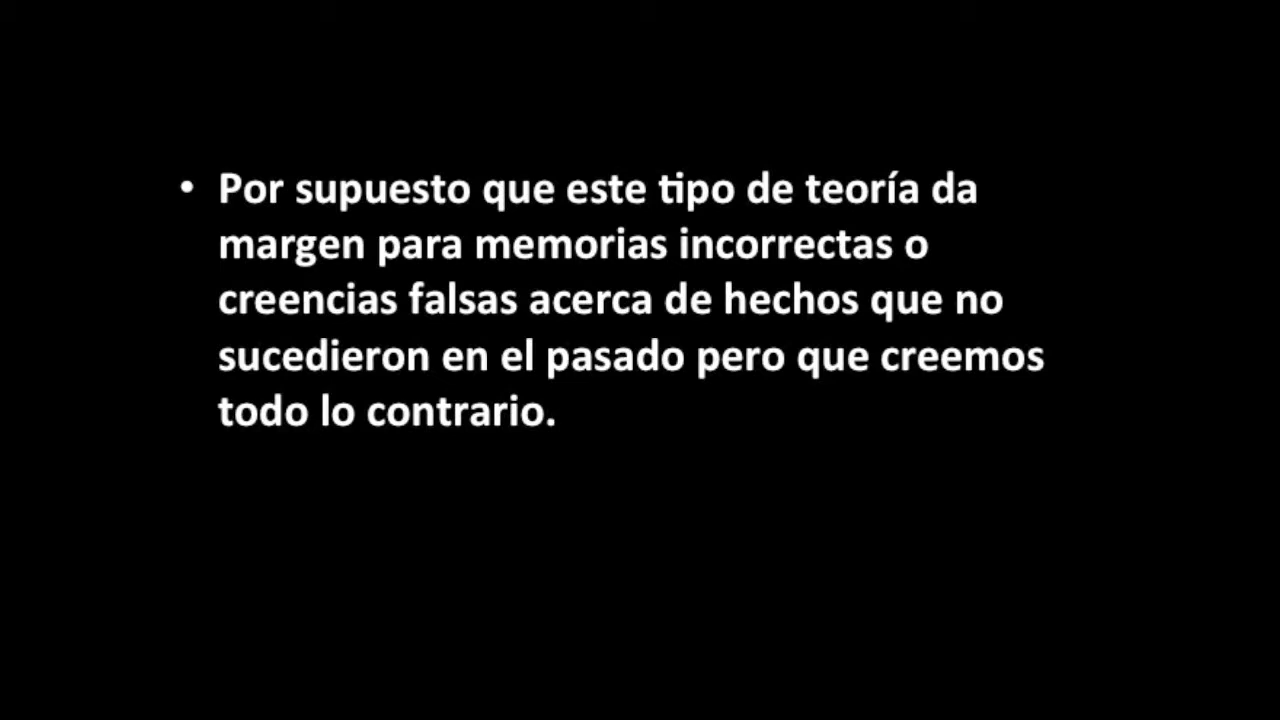 • Por supuesto que este tipo de teoría da
margen para memorias incorrectas o
creencias falsas acerca de hechos que no
sucedieron en el pasado pero que creemos
todo lo contrario.